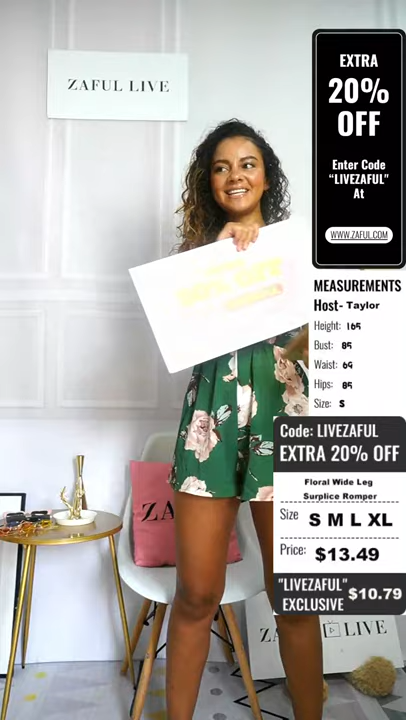 ZAFUL LIVE
EXTRA
20%
OFF
Enter Code
"LIVEZAFUL"
At
WWW.ZAFUL.COM
MEASUREMENTS
Host- Taylor
Height: 165
Bust: 85
Waist: 69
Hips: 85
Size: S
Code: LIVEZAFUL
EXTRA 20% OFF
Floral Wide Leg
Surplice Romper
Size S M L XL
Price: $13.49
"LIVEZAFUL" $10.79
EXCLUSIVE
ZA
ZA LIVE